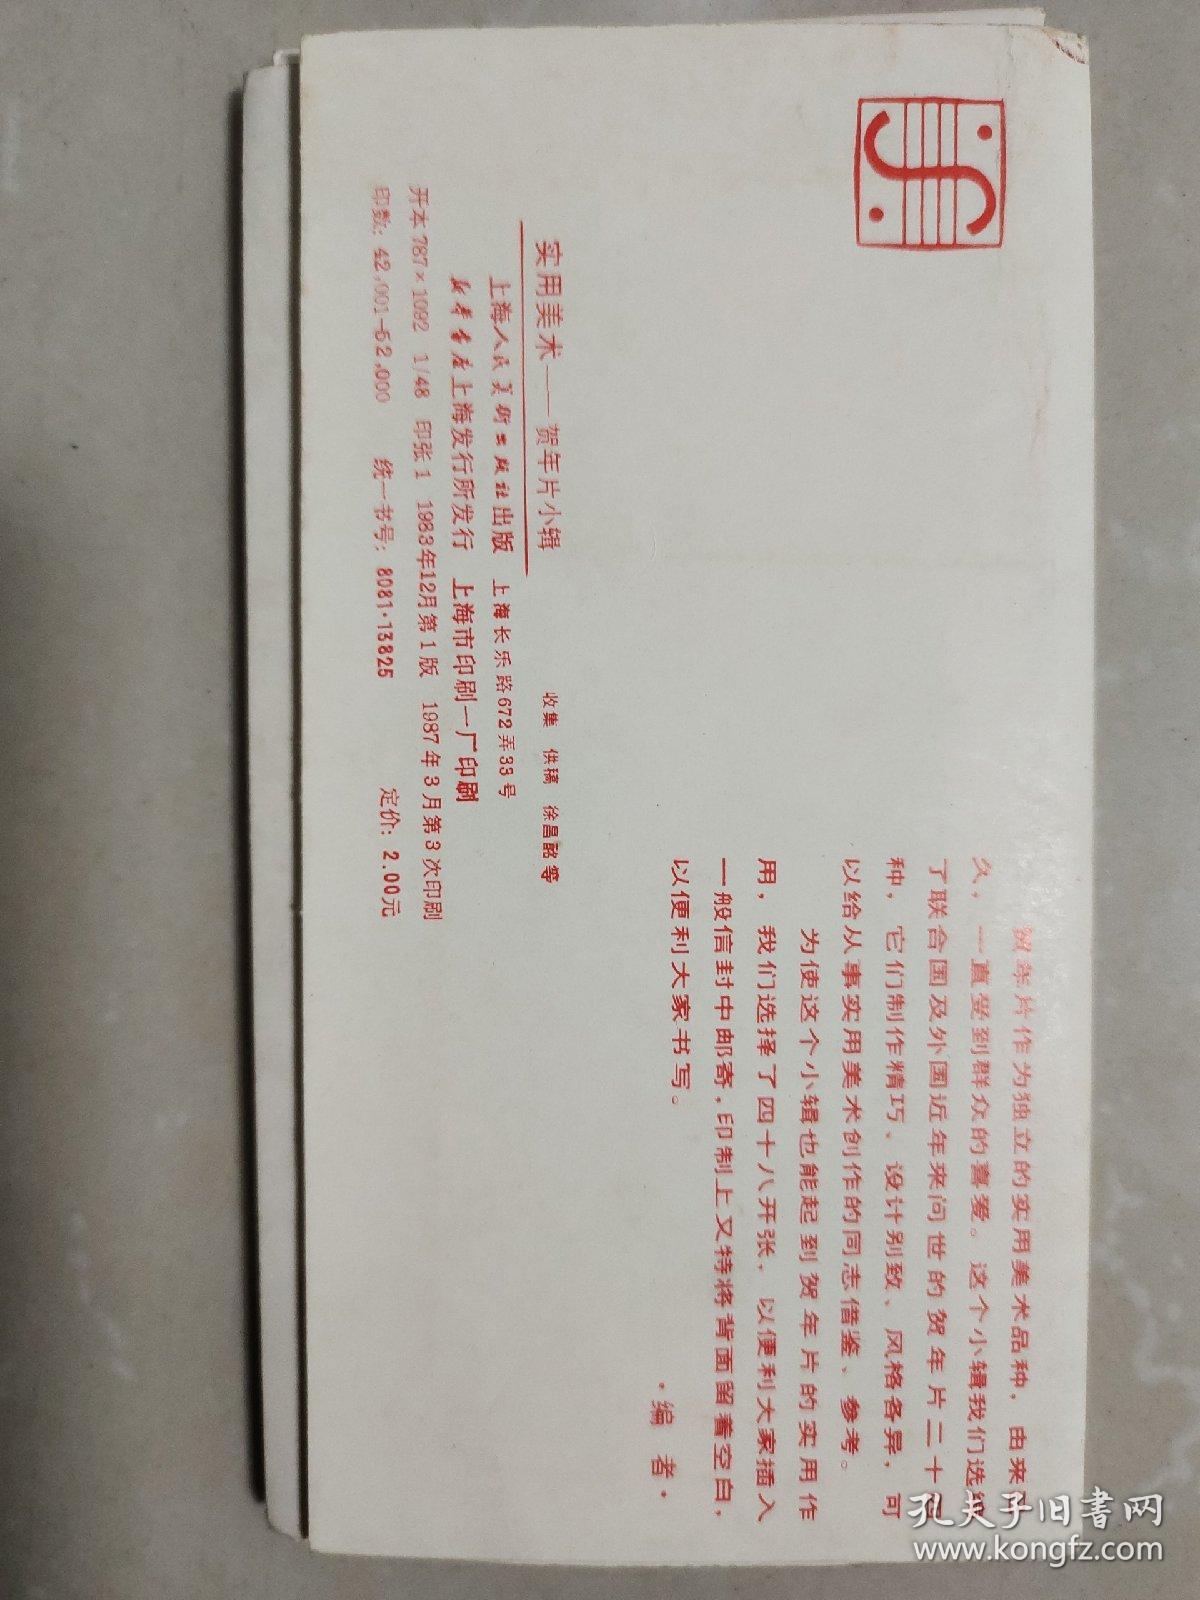 贺年片作为独立的实用美术品种，由来已
久，一直受到群众的喜爱。这个小辑我们选编
了联合国及外国近年来问世的贺年片二十四
种，它们制作精巧、设计别致、风格各异，可
以给从事实用美术创作的同志借鉴、参考。
为使这个小辑也能起到贺年片的实用作
用，我们选择了四十八开张，以便利大家插入
一般信封中邮寄，印制上又特将背面留着空白，
以便利大家书写。
·编 者·
实用美术——贺年片小辑
收集 供稿 徐昌酩等
上海人民美术出版社出版 上海长乐路672弄33号
新华书店上海发行所发行 上海市印刷一厂印刷
开本787×1092 1/48 印张1 1983年12月第1版 1987年3月第3次印刷
印数：42,001—52,000 统一书号：8081·13825 定价：2.00元
孔夫子旧书网
www.kongfz.com